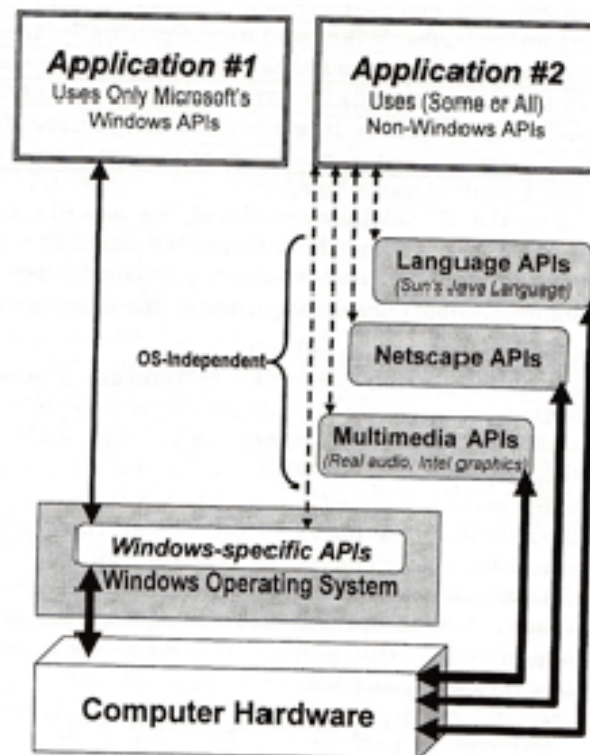 Application #1
Uses Only Microsoft's
Windows APIs
Application #2
Uses (Some or All)
Non-Windows APIs
Language APIs
(Sun's Java Language)
OS-Independent
Netscape APIs
Multimedia APIs
(Real audio, Intel graphics)
Windows-specific APIs
Windows Operating System
Computer Hardware